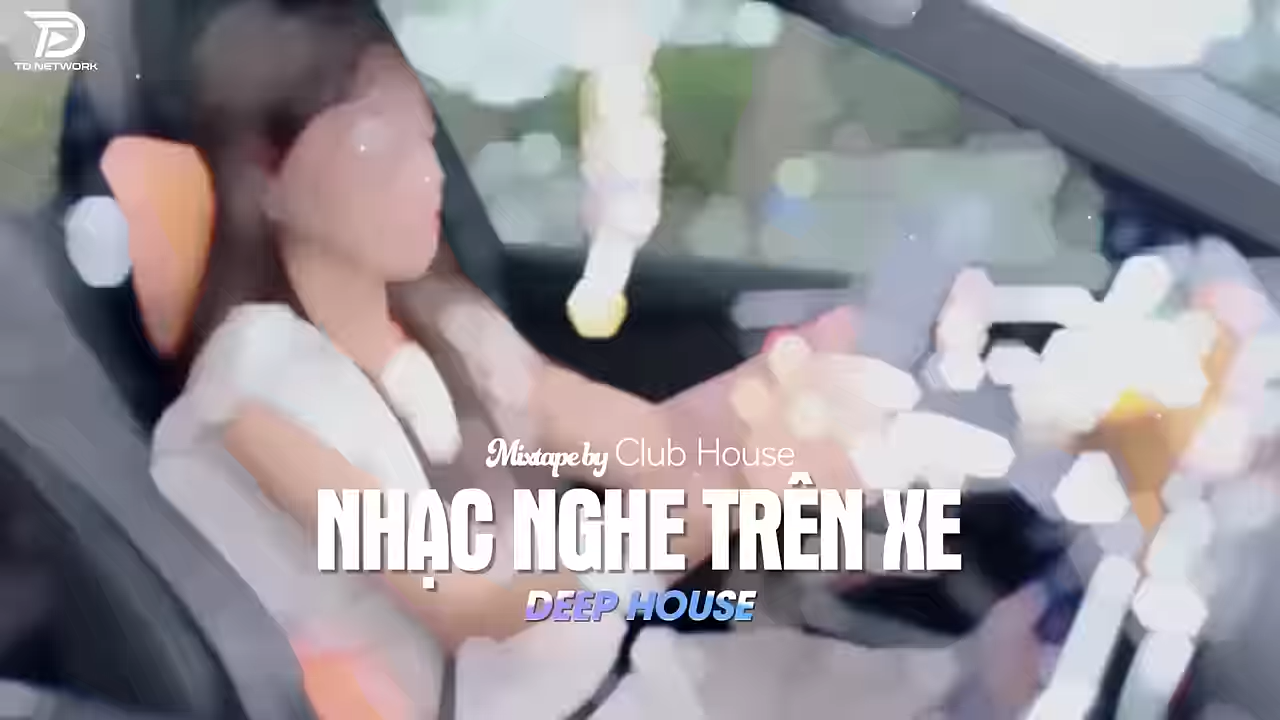 TD NETWORK
Mixtape by Club House
NHẠC NGHE TRÊN XE
DEEP HOUSE